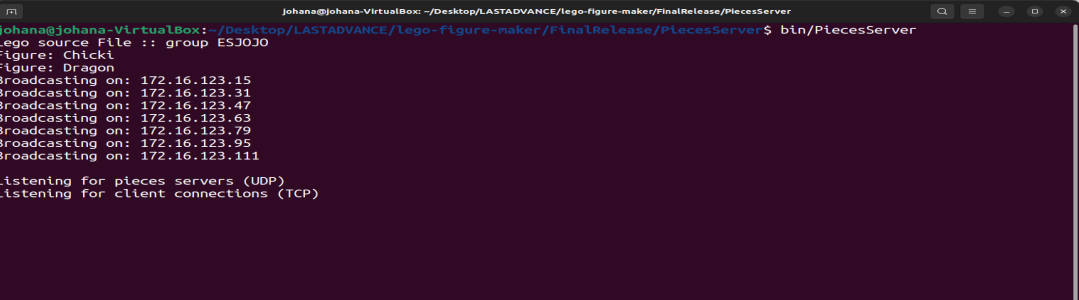 johana@johana-VirtualBox: ~/Desktop/LASTADVANCE/lego-figure-maker/FinalRelease/PiecesServer
johana@johana-VirtualBox:~/Desktop/LASTADVANCE/lego-figure-maker/FinalRelease/PiecesServer$ bin/PiecesServer
Lego source File :: group ESJOJO
Figure: Chicki
Figure: Dragon
Broadcasting on: 172.16.123.15
Broadcasting on: 172.16.123.31
Broadcasting on: 172.16.123.47
Broadcasting on: 172.16.123.63
Broadcasting on: 172.16.123.79
Broadcasting on: 172.16.123.95
Broadcasting on: 172.16.123.111
Listening for pieces servers (UDP)
Listening for client connections (TCP)